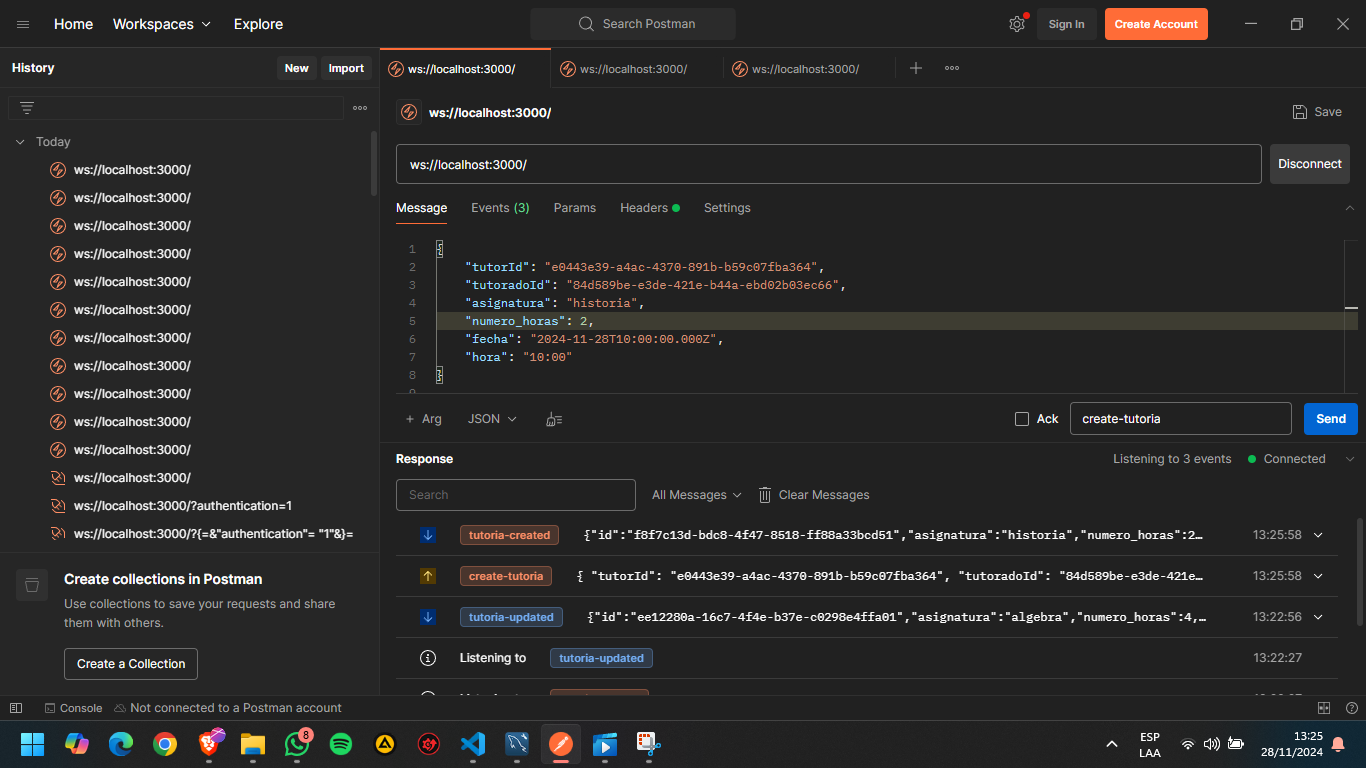 Home
Workspaces
Explore
Search Postman
Sign In
Create Account
History
New
Import
Today
ws://localhost:3000/
ws://localhost:3000/
ws://localhost:3000/
ws://localhost:3000/
ws://localhost:3000/
ws://localhost:3000/
ws://localhost:3000/
ws://localhost:3000/
ws://localhost:3000/
ws://localhost:3000/
ws://localhost:3000/
ws://localhost:3000/
ws://localhost:3000/?authentication=1
ws://localhost:3000/?{=&"authentication"= "1"&}=
Create collections in Postman
Use collections to save your requests and share
them with others.
Create a Collection
ws://localhost:3000/
ws://localhost:3000/
ws://localhost:3000/
ws://localhost:3000/
Save
ws://localhost:3000/
Disconnect
Message
Events (3)
Params
Headers
Settings
1 {
2 "tutorId": "e0443e39-a4ac-4370-891b-b59c07fba364",
3 "tutoradoId": "84d589be-e3de-421e-b44a-ebd02b03ec66",
4 "asignatura": "historia",
5 "numero_horas": 2,
6 "fecha": "2024-11-28T10:00:00.000Z",
7 "hora": "10:00"
8 }
9
+ Arg
JSON
Ack
create-tutoria
Send
Response
Listening to 3 events
Connected
Search
All Messages
Clear Messages
tutoria-created {"id":"f8f7c13d-bdc8-4f47-8518-ff88a33bcd51","asignatura":"historia","numero_horas":2… 13:25:58
create-tutoria { "tutorId": "e0443e39-a4ac-4370-891b-b59c07fba364", "tutoradoId": "84d589be-e3de-421e… 13:25:58
tutoria-updated {"id":"ee12280a-16c7-4f4e-b37e-c0298e4ffa01","asignatura":"algebra","numero_horas":4,… 13:22:56
Listening to tutoria-updated 13:22:27
Console
Not connected to a Postman account
8
ESP
LAA
13:25
28/11/2024